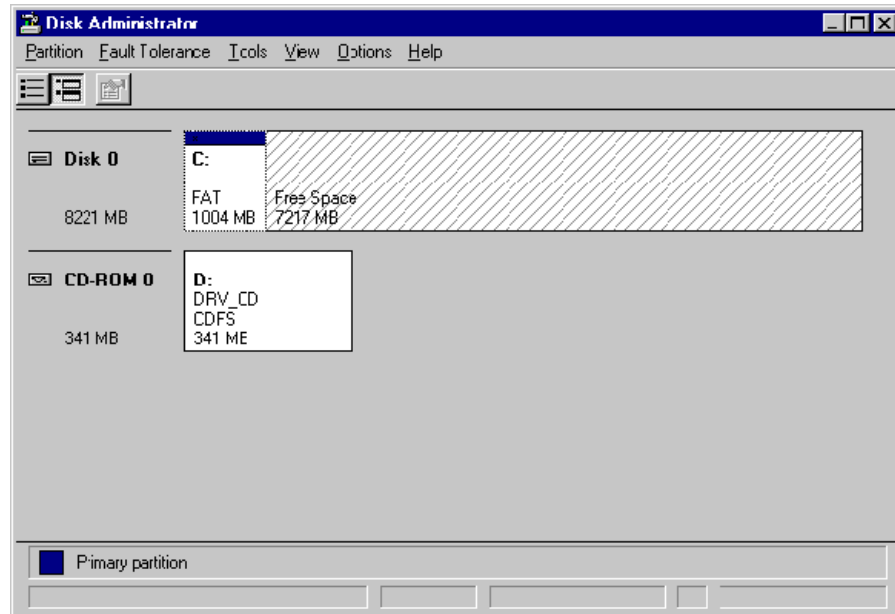 Disk Administrator
Partition Fault Tolerance Tools View Options Help
Disk 0
8221 MB
C:
FAT
1004 MB
Free Space
7217 MB
CD-ROM 0
341 MB
D:
DRV_CD
CDFS
341 MB
Primary partition